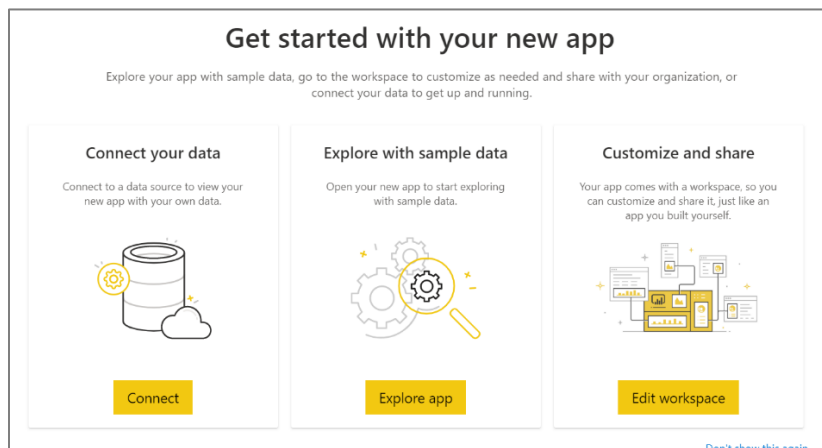 Get started with your new app
Explore your app with sample data, go to the workspace to customize as needed and share with your organization, or
connect your data to get up and running.
Connect your data
Connect to a data source to view your
new app with your own data.
Connect
Explore with sample data
Open your new app to start exploring
with sample data.
Explore app
Customize and share
Your app comes with a workspace, so you
can customize and share it, just like an
app you built yourself.
Edit workspace
Don't show this again